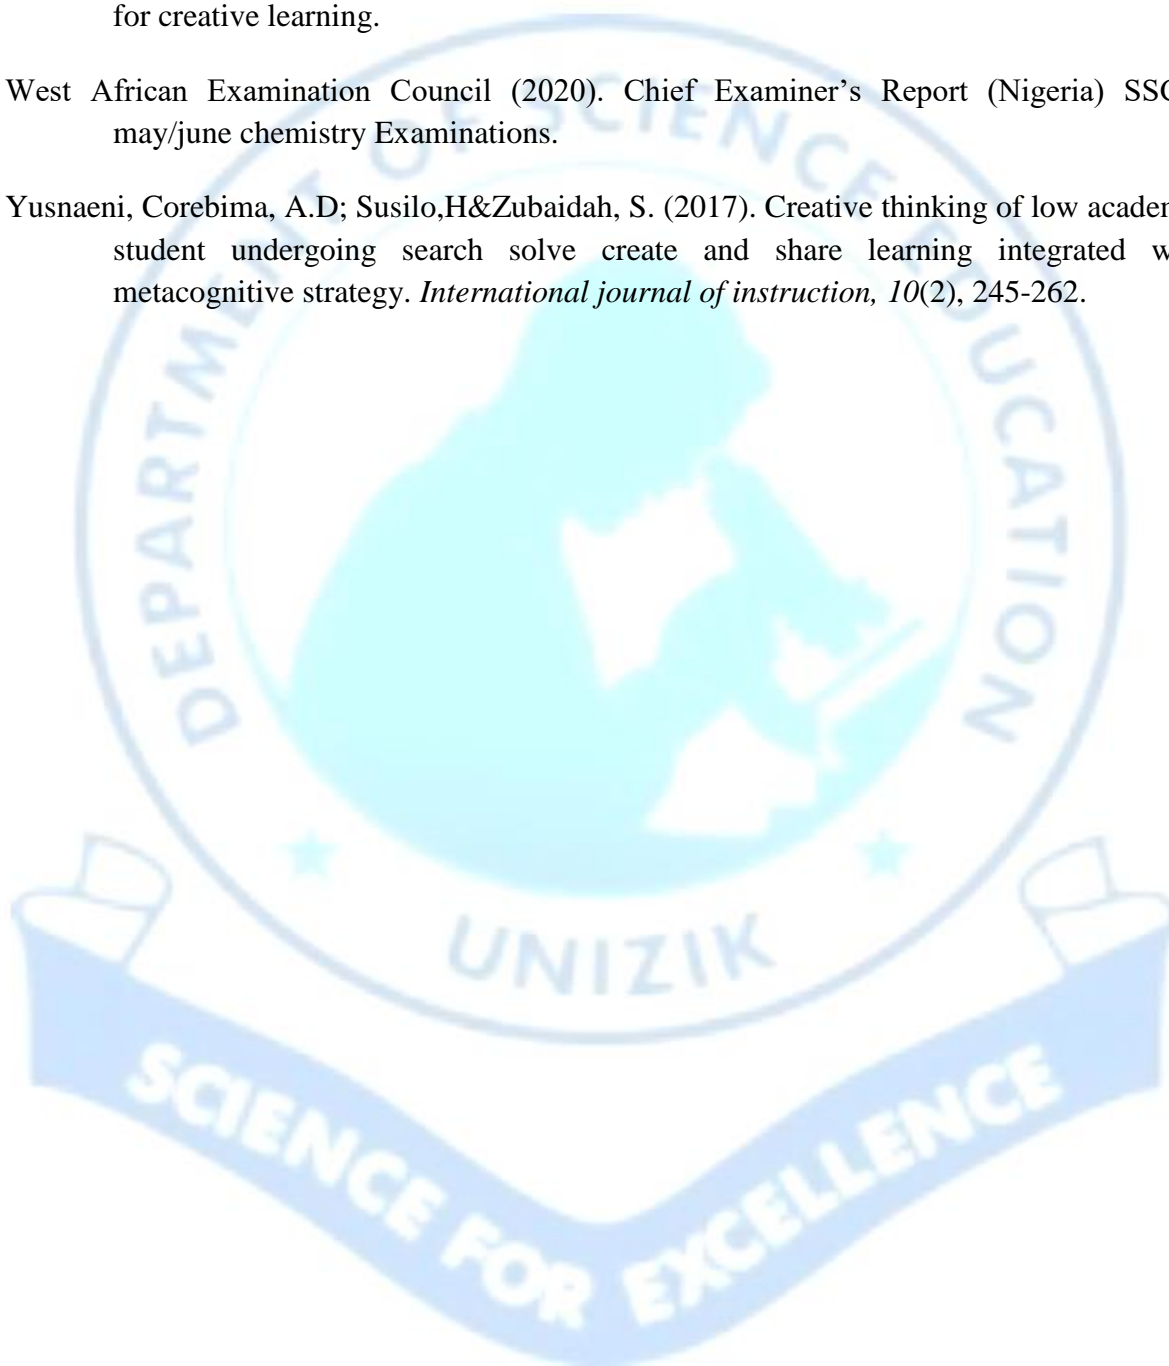 for creative learning.
West African Examination Council (2020). Chief Examiner's Report (Nigeria)
may/june chemistry Examinations.
Yusnaeni, Corebima, A.D; Susilo,H&Zubaidah, S. (2017). Creative thinking of low
student undergoing search solve create and share learning integrated
metacognitive strategy. International journal of instruction, 10(2), 245-262.
DEPARTMENT OF SCIENCE EDUCATION
UNIZIK
SCIENCE FOR EXCELLENCE